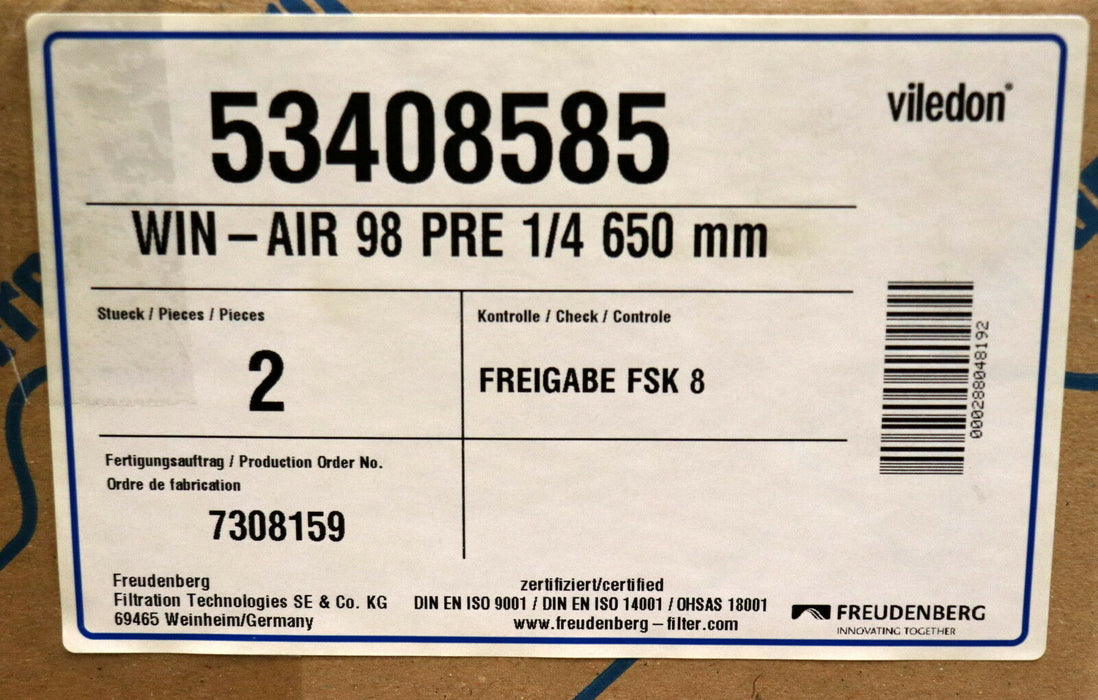 53408585
viledon®
WIN – AIR 98 PRE 1/4 650 mm
Stueck / Pieces / Pieces
2
Kontrolle / Check / Controle
FREIGABE FSK 8
000288048192
Fertigungsauftrag / Production Order No.
Ordre de fabrication
7308159
Freudenberg
Filtration Technologies SE & Co. KG
69465 Weinheim/Germany
zertifiziert/certified
DIN EN ISO 9001 / DIN EN ISO 14001 / OHSAS 18001
www.freudenberg – filter.com
FREUDENBERG
INNOVATING TOGETHER